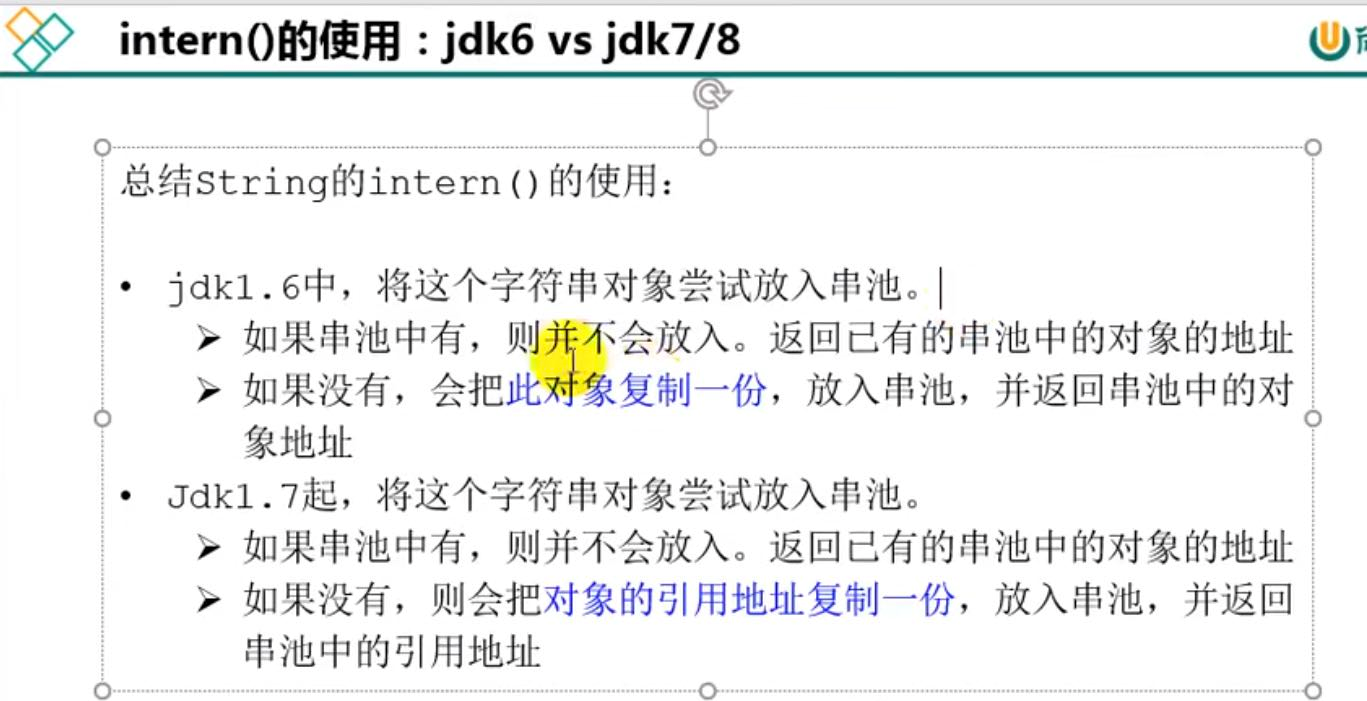 intern()的使用：jdk6 vs jdk7/8
总结String的intern()的使用：
• jdk1.6中，将这个字符串对象尝试放入串池。
➢ 如果串池中有，则并不会放入。返回已有的串池中的对象的地址
➢ 如果没有，会把此对象复制一份，放入串池，并返回串池中的对
象地址
• Jdk1.7起，将这个字符串对象尝试放入串池。
➢ 如果串池中有，则并不会放入。返回已有的串池中的对象的地址
➢ 如果没有，则会把对象的引用地址复制一份，放入串池，并返回
串池中的引用地址